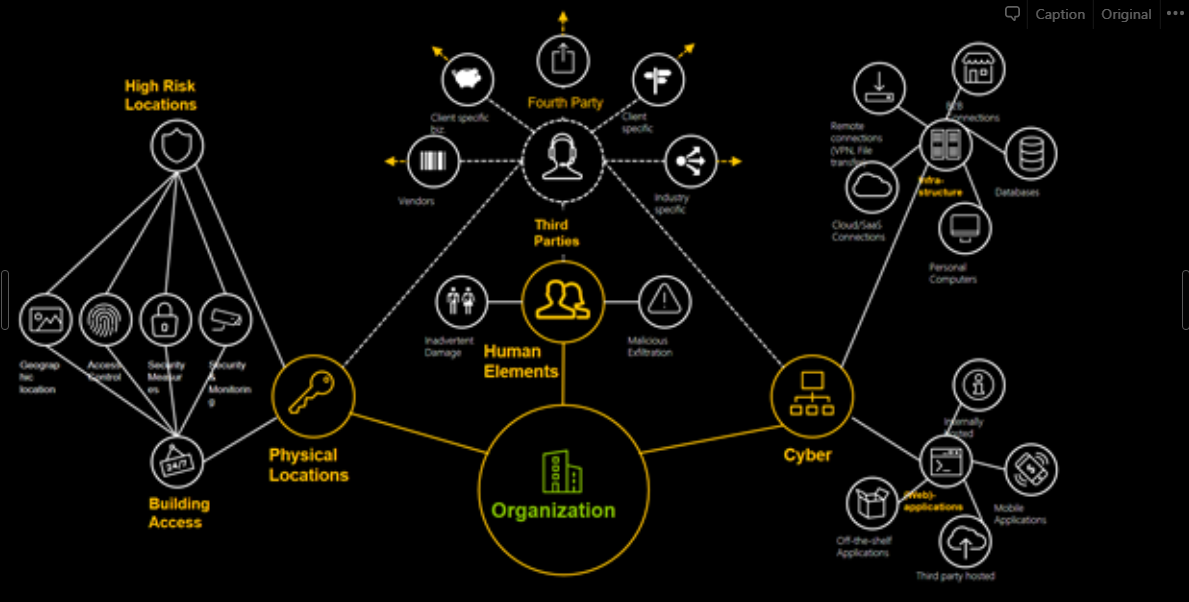 Caption
Original
High Risk
Locations
Fourth Party
Client specific
biz.
Client
specific
Vendors
Industry
specific
Third
Parties
B2B
Connections
Remote
connections
(VPN, File
transfer)
Infra-
structure
Databases
Cloud/SaaS
Connections
Personal
Computers
Inadvertent
Damage
Malicious
Exfiltration
Human
Elements
Geograp
hic
location
Access
Control
Security
Measur
es
Security
&
Monitorin
g
24/7
Building
Access
Physical
Locations
Organization
Cyber
Internally
hosted
(Web)-
applications
Mobile
Applications
Off-the-shelf
Applications
Third party hosted